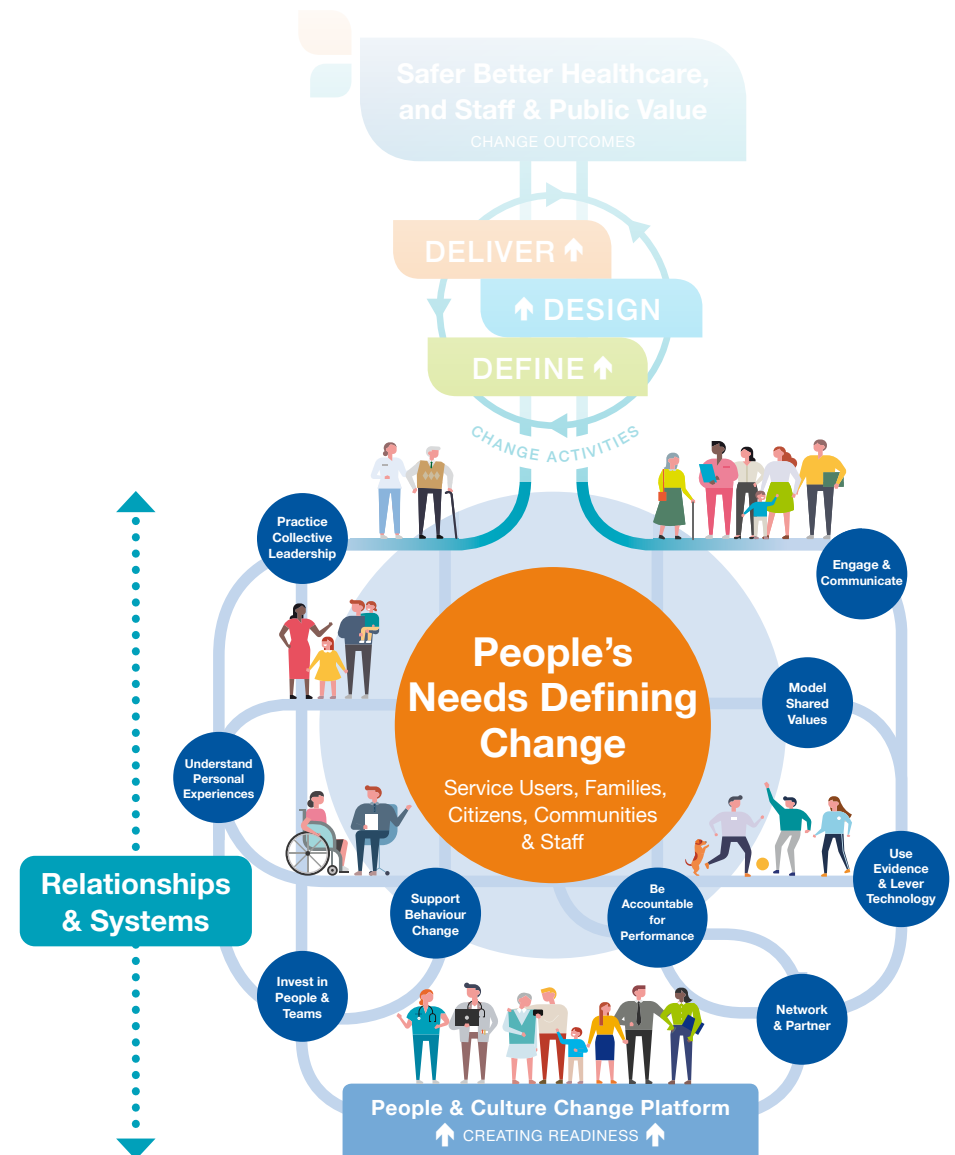 Safer Better Healthcare,
and Staff & Public Value
CHANGE OUTCOMES
DELIVER
DESIGN
DEFINE
CHANGE ACTIVITIES
Practice
Collective
Leadership
Engage &
Communicate
People's
Needs Defining
Change
Service Users, Families,
Citizens, Communities
& Staff
Model
Shared
Values
Understand
Personal
Experiences
Relationships
& Systems
Support
Behaviour
Change
Be
Accountable
for
Performance
Use
Evidence
& Lever
Technology
Invest in
People &
Teams
Network
& Partner
People & Culture Change Platform
CREATING READINESS